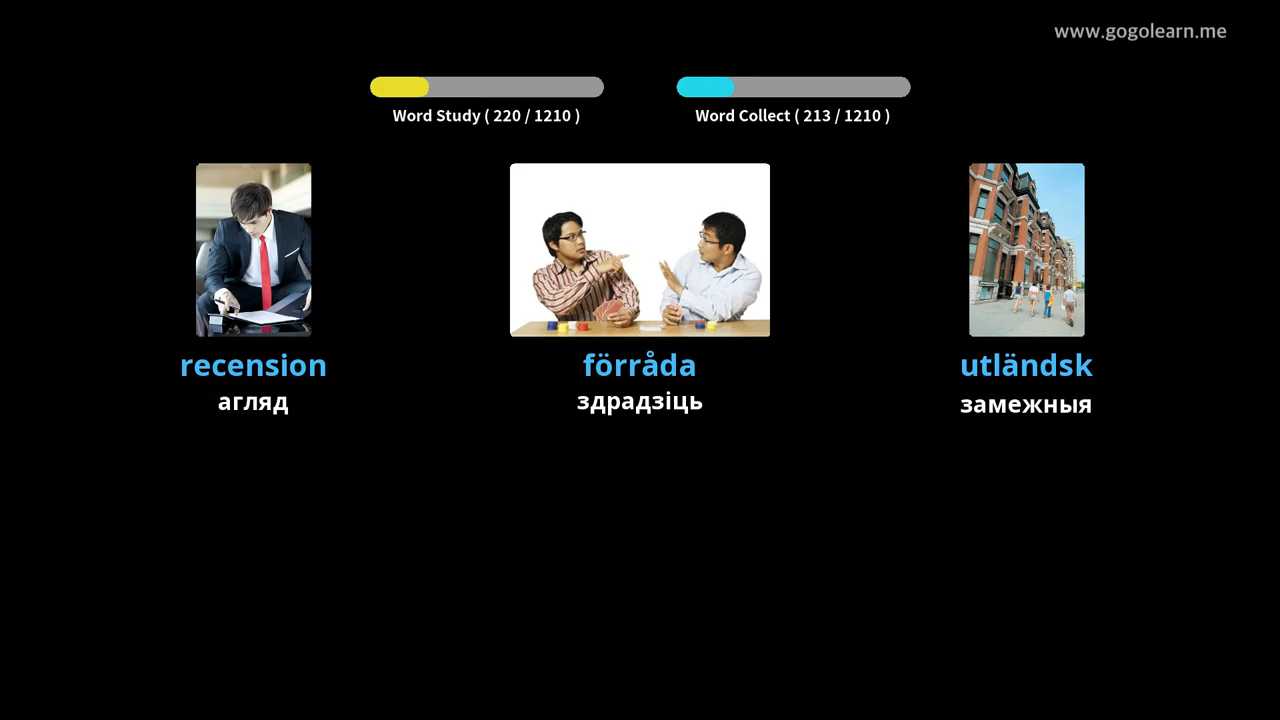 www.gogolearn.me
Word Study ( 220 / 1210 )
Word Collect ( 213 / 1210 )
recension
förråda
utländsk
агляд
здрадзіць
замежныя